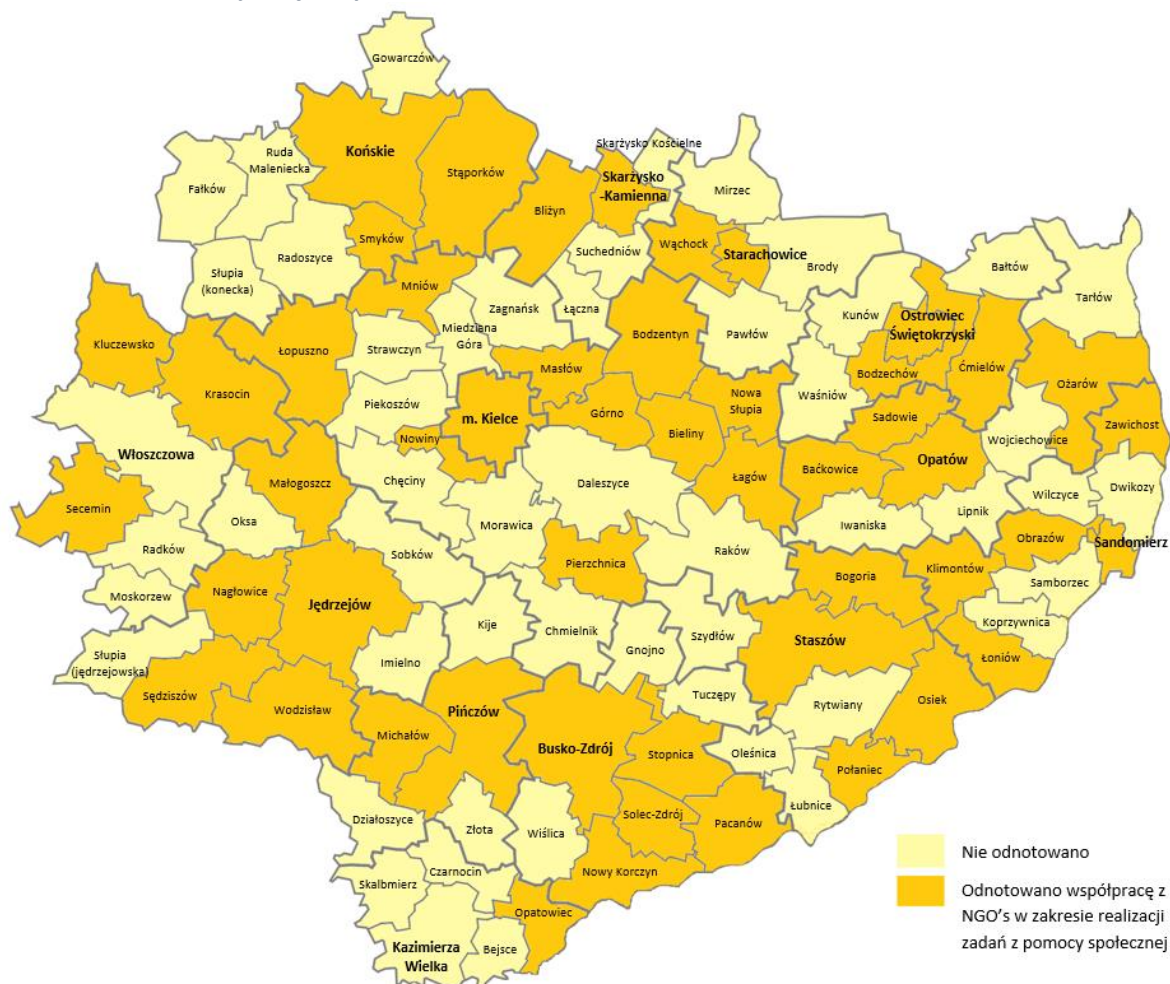 Gowarczów
Końskie
Stąporków
Ruda
Maleniecka
Fałków
Radoszyce
Smyków
Słupia
(konecka)
Skarżysko Kościelne
Skarżysko
-Kamienna
Bliżyn
Mirzec
Suchedniów
Wąchock
Starachowice
Brody
Bałtów
Tarłów
Mniów
Zagnańsk
Łączna
Miedziana
Góra
Strawczyn
Bodzentyn
Pawłów
Kunów
Ostrowiec
Świętokrzyski
Bodzechów
Ćmielów
Ożarów
Kluczewsko
Krasocin
Łopuszno
Piekoszów
Masłów
m. Kielce
Górno
Bieliny
Nowa
Słupia
Waśniów
Sadowie
Opatów
Wojciechowice
Zawichost
Włoszczowa
Secemin
Małogoszcz
Nowiny
Chęciny
Daleszyce
Łagów
Baćkowice
Iwaniska
Lipnik
Wilczyce
Dwikozy
Oksa
Radków
Moskorzew
Nagłowice
Jędrzejów
Sobków
Morawica
Pierzchnica
Raków
Bogoria
Klimontów
Obrazów
Sandomierz
Samborzec
Koprzywnica
Łoniów
Słupia
(jędrzejowska)
Sędziszów
Wodzisław
Imielno
Kije
Chmielnik
Gnojno
Szydłów
Staszów
Tuczępy
Rytwiany
Osiek
Michałów
Pińczów
Busko-Zdrój
Stopnica
Oleśnica
Połaniec
Łubnice
Działoszyce
Złota
Wiślica
Solec-Zdrój
Pacanów
Nowy Korczyn
Skalbmierz
Czarnocin
Opatowiec
Kazimierza
Wielka
Bejsce
Nie odnotowano
Odnotowano współpracę z
NGO's w zakresie realizacji
zadań z pomocy społecznej